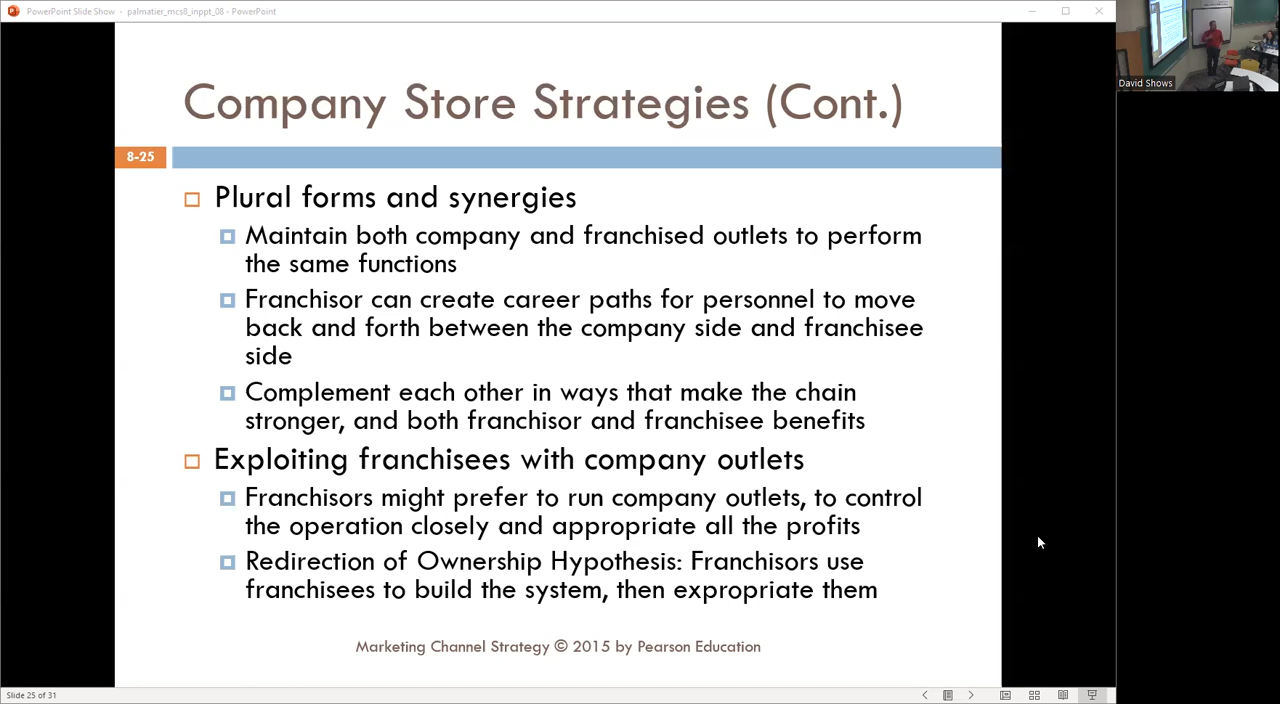 PowerPoint Slide Show - palmatier_mcs8_inppt_08 - PowerPoint
David Shows
Company Store Strategies (Cont.)
8-25
Plural forms and synergies
Maintain both company and franchised outlets to perform
the same functions
Franchisor can create career paths for personnel to move
back and forth between the company side and franchisee
side
Complement each other in ways that make the chain
stronger, and both franchisor and franchisee benefits
Exploiting franchisees with company outlets
Franchisors might prefer to run company outlets, to control
the operation closely and appropriate all the profits
Redirection of Ownership Hypothesis: Franchisors use
franchisees to build the system, then expropriate them
Marketing Channel Strategy © 2015 by Pearson Education
Slide 25 of 31